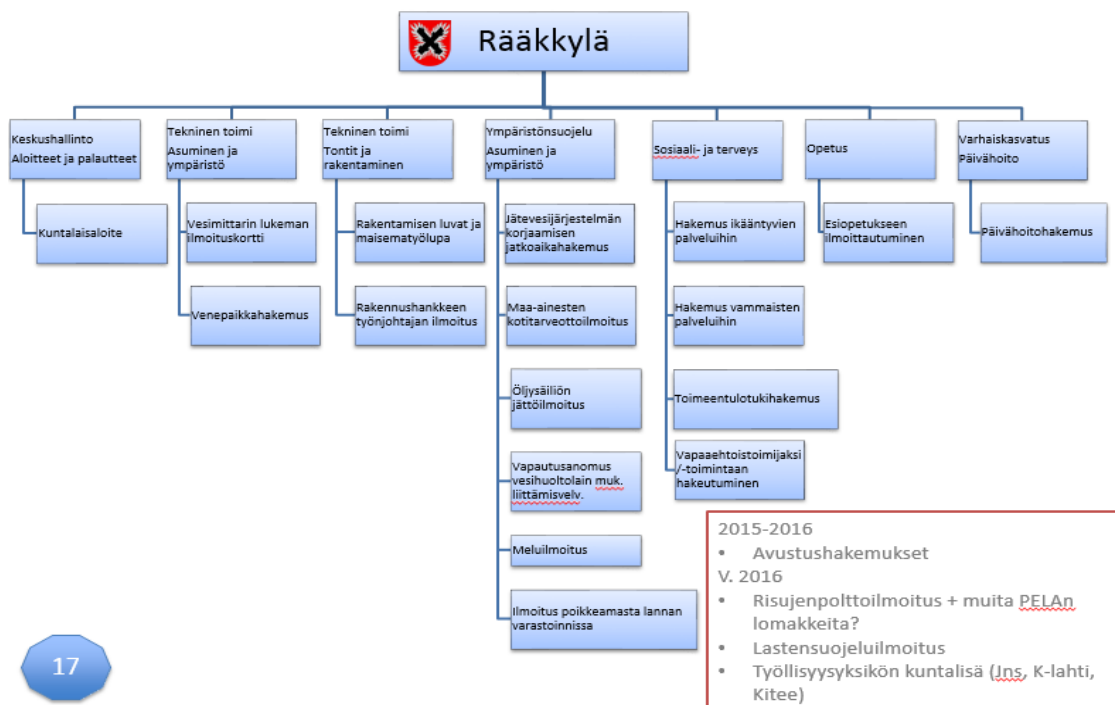 Rääkkylä
Keskushallinto
Aloitteet ja palautteet
Kuntalaisaloite
Tekninen toimi
Asuminen ja
ympäristö
Vesimittarin lukeman
ilmoituskortti
Venepaikkahakemus
Tekninen toimi
Tontit ja
rakentaminen
Rakentamisen luvat ja
maisematyölupa
Rakennushankkeen
työnjohtajan ilmoitus
Ympäristönsuojelu
Asuminen ja
ympäristö
Jätevesijärjestelmän
korjaamisen
jatkoaikahakemus
Maa-ainesten
kotitarveottoilmoitus
Öljysäiliön
jättöilmoitus
Vapautusanomus
vesihuoltolain muk.
liittämisvelv.
Meluilmoitus
Ilmoitus poikkeamasta lannan
varastoinnissa
Sosiaali- ja terveys
Hakemus ikääntyvien
palveluihin
Hakemus vammaisten
palveluihin
Toimeentulotukihakemus
Vapaaehtoistoimijaksi
/-toimintaan
hakeutuminen
Opetus
Esiopetukseen
ilmoittautuminen
Varhaiskasvatus
Päivähoito
Päivähoitohakemus
2015-2016
• Avustushakemukset
V. 2016
• Risujenpolttoilmoitus + muita PELAn
lomakkeita?
• Lastensuojeluilmoitus
• Työllisyysyksikön kuntalisä (Jns, K-lahti,
Kitee)
17